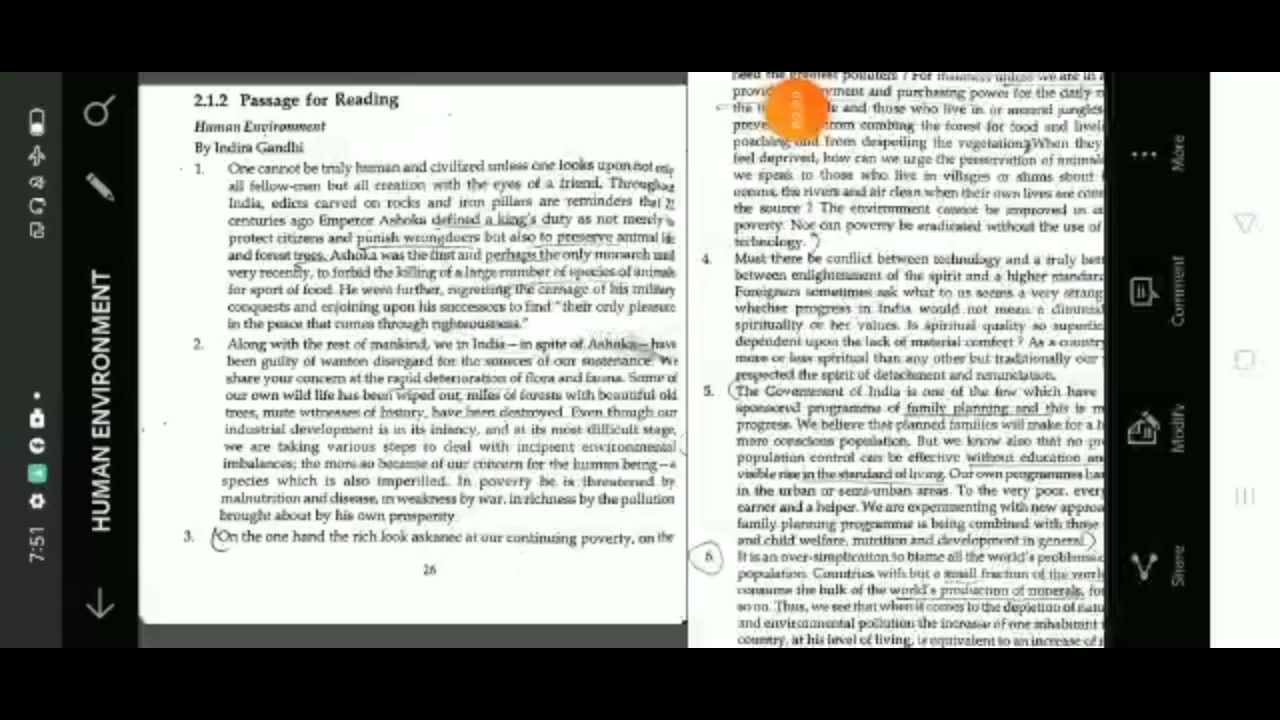 7:51
HUMAN ENVIRONMENT
2.1.2 Passage for Reading
Human Environment
By Indira Gandhi
1. One cannot be truly human and civilized unless one looks upon not only
all fellow-men but all creation with the eyes of a friend. Throughout
India, edicts carved on rocks and iron pillars are reminders that 22
centuries ago Emperor Ashoka defined a king's duty as not merely to
protect citizens and punish wrongdoers but also to preserve animal life
and forest trees. Ashoka was the first and perhaps the only monarch until
very recently, to forbid the killing of a large number of species of animals
for sport of food. He went further, regretting the carnage of his military
conquests and enjoining upon his successors to find "their only pleasure
in the peace that comes through righteousness."
2. Along with the rest of mankind, we in India—in spite of Ashoka—have
been guilty of wanton disregard for the sources of our sustenance. We
share your concern at the rapid deterioration of flora and fauna. Some of
our own wild life has been wiped out, miles of forests with beautiful old
trees, mute witnesses of history, have been destroyed. Even though our
industrial development is in its infancy, and at its most difficult stage,
we are taking various steps to deal with incipient environmental
imbalances; the more so because of our concern for the human being—a
species which is also imperilled. In poverty he is threatened by
malnutrition and disease, in weakness by war, in richness by the pollution
brought about by his own prosperity.
3. On the one hand the rich look askance at our continuing poverty, on the
26
need the greatest polluters ? For
and purchasing power for the daily
and those who live in or around jungles
from combing the forest for food and
poaching and from despoiling the vegetation. When they
feel deprived, how can we urge the preservation of animals
we speak to those who live in villages or slums about
oceans, the rivers and air clean when their own lives are
the source ? The environment cannot be improved in
poverty. Nor can poverty be eradicated without the use of
technology.
4. Must there be conflict between technology and a truly
between enlightenment of the spirit and a higher standard
Foreigners sometimes ask what to us seems a very
whether progress in India would not mean a
spirituality or her values. Is spiritual quality so
dependent upon the lack of material comfort ? As a country
more or less spiritual than any other but traditionally our
respected the spirit of detachment and renunciation.
5. The Government of India is one of the few which have
sponsored programme of family planning and this is
progress. We believe that planned families will make for a
more conscious population. But we know also that no
population control can be effective without education
visible rise in the standard of living. Our own programmes
in the urban or semi-urban areas. To the very poor,
earner and a helper. We are experimenting with new
family planning programme is being combined with those
and child welfare, nutrition and development in general.
6. It is an over-simplication to blame all the world's problems
population. Countries with but a small fraction of the world
consume the bulk of the world's production of minerals,
so on. Thus, we see that when it comes to the depletion of
and environmental pollution the increase of one inhabitant
country, at his level of living, is equivalent to an increase of
More
Comment
Modify
Share